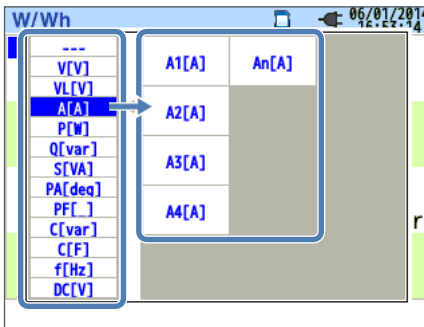 W/Wh 06/01/2014
16:53:14
---
V[V]
VL[V]
A[A]
P[W]
Q[var]
S[VA]
PA[deg]
PF[_]
C[var]
C[F]
f[Hz]
DC[V]
A1[A] An[A]
A2[A]
A3[A]
A4[A]
r